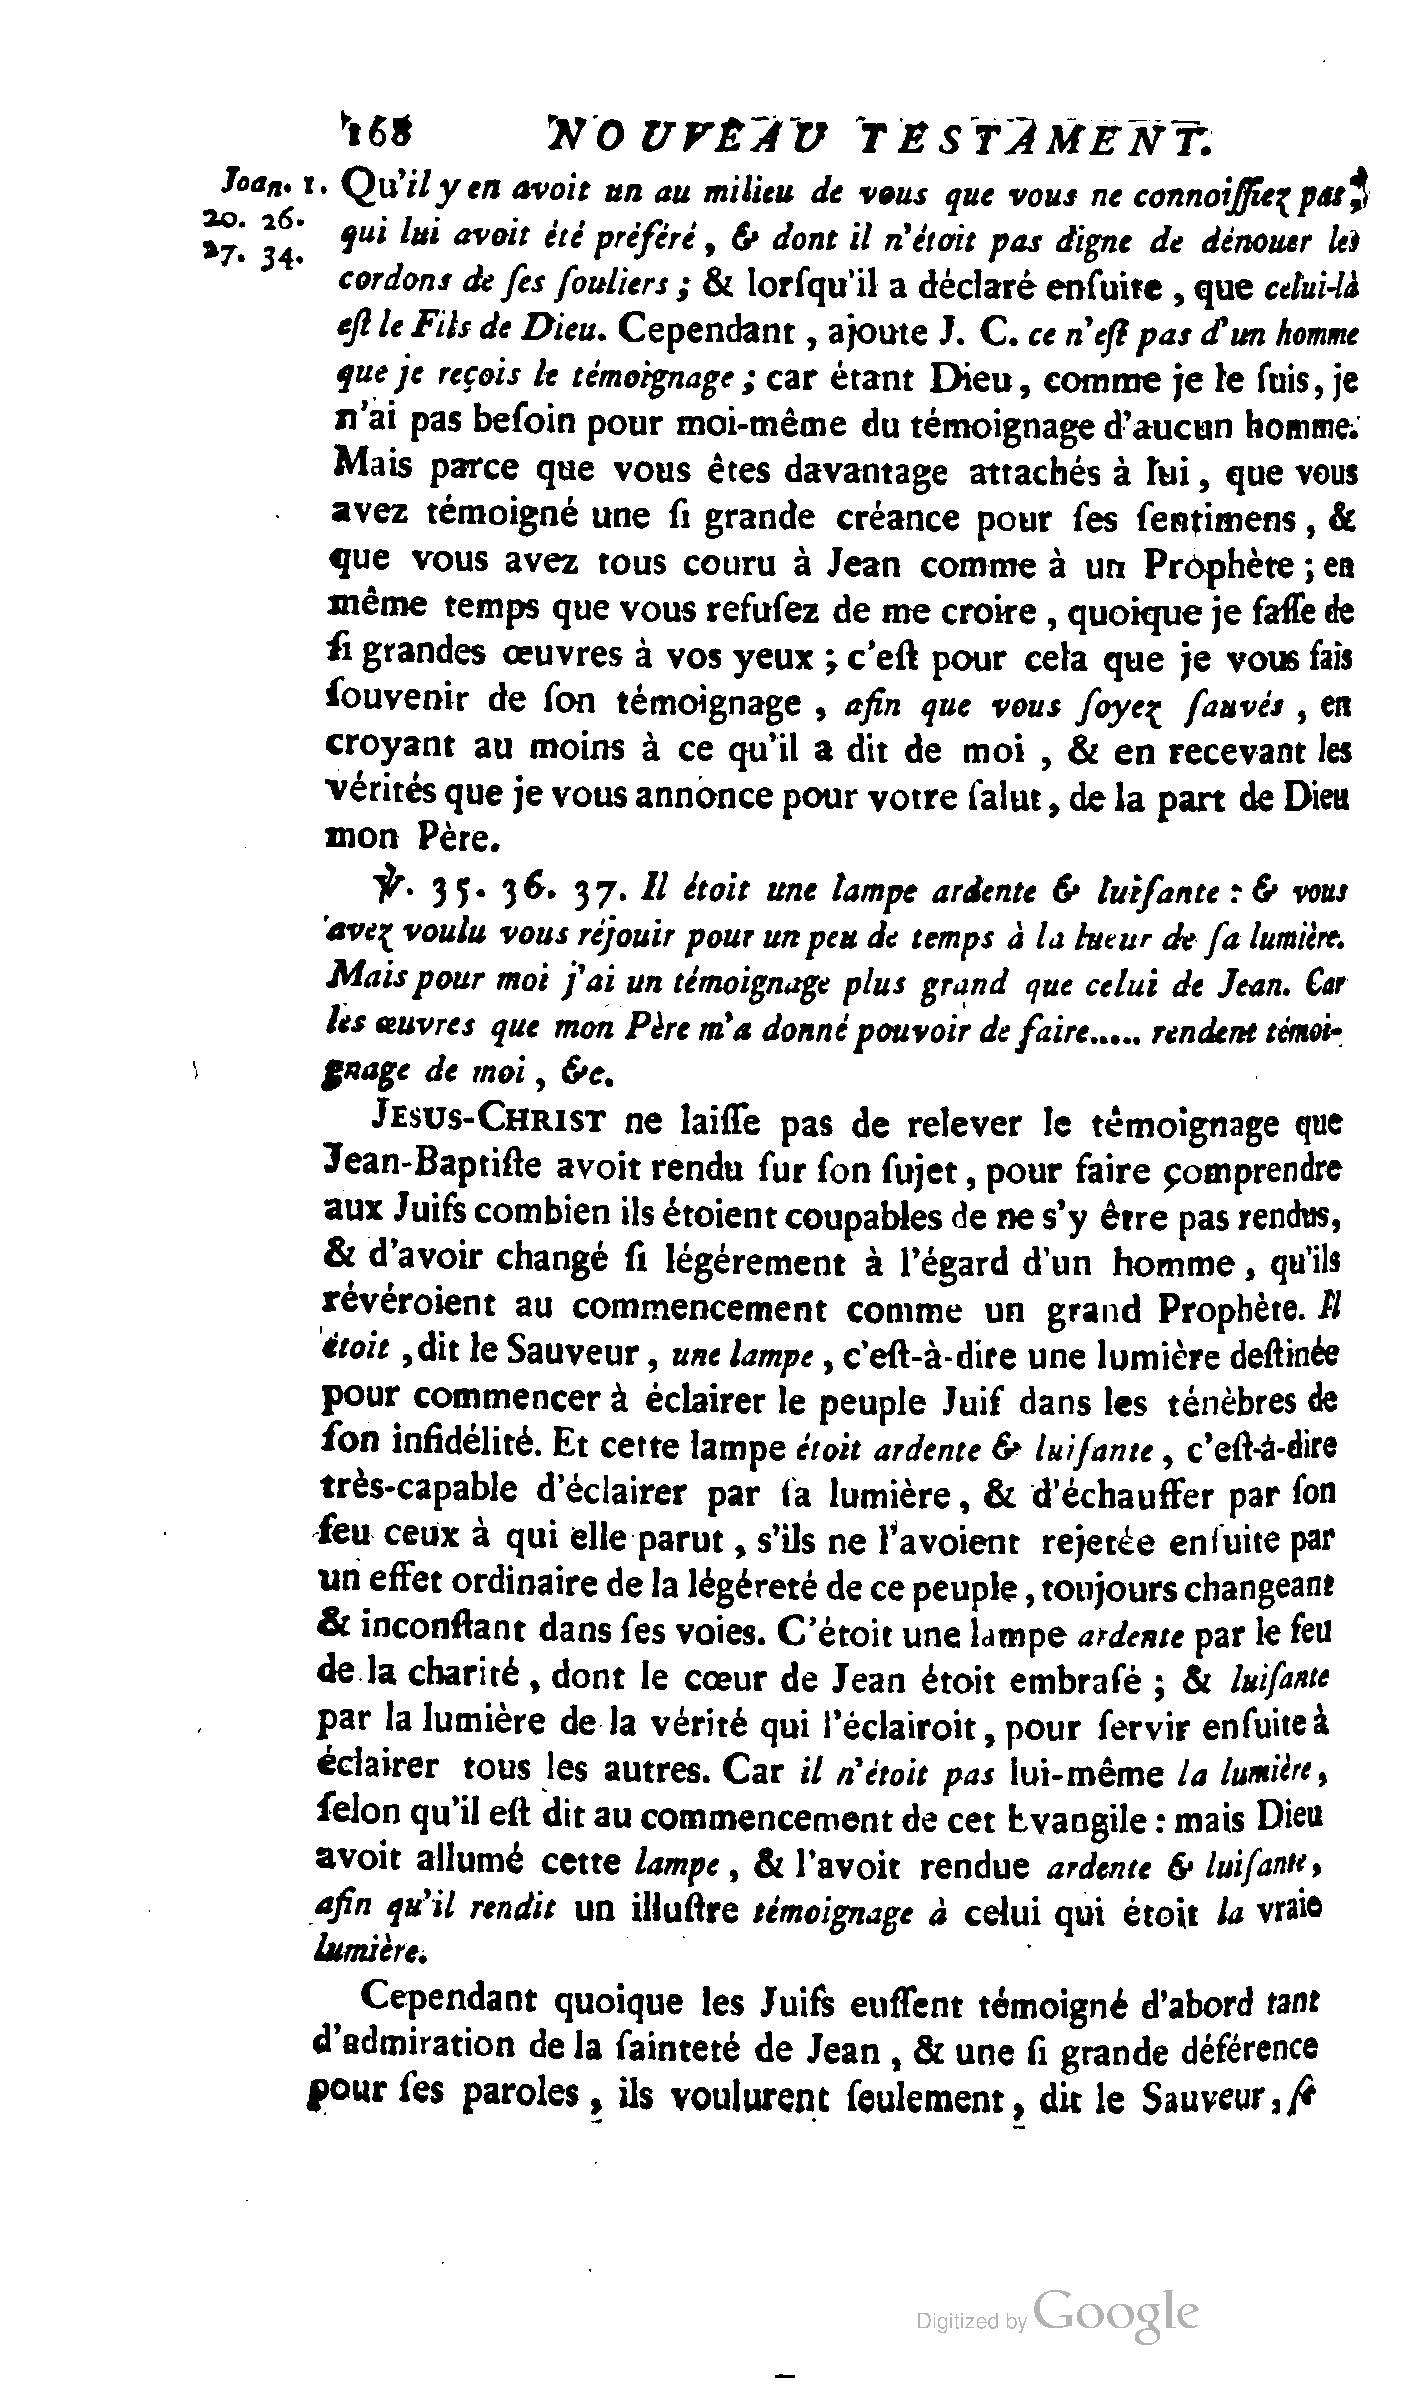 168 NOUVEAU TESTAMENT.
Joan. 1.
20. 26.
27. 34.
Qu'il y en avoit un au milieu de vous que vous ne connoiſſiez pas,
qui lui avoit été préféré, & dont il n'étoit pas digne de dénouer les
cordons de ſes ſouliers ; & lorſqu'il a déclaré enſuite, que celui-là
eſt le Fils de Dieu. Cependant, ajoute J. C. ce n'eſt pas d'un homme
que je reçois le témoignage ; car étant Dieu, comme je le ſuis, je
n'ai pas beſoin pour moi-même du témoignage d'aucun homme.
Mais parce que vous êtes davantage attachés à lui, que vous
avez témoigné une ſi grande créance pour ſes ſentimens, &
que vous avez tous couru à Jean comme à un Prophète ; en
même temps que vous refuſez de me croire, quoique je faſſe de
ſi grandes œuvres à vos yeux ; c'eſt pour cela que je vous fais
ſouvenir de ſon témoignage, afin que vous ſoyez ſauvés, en
croyant au moins à ce qu'il a dit de moi, & en recevant les
vérités que je vous annonce pour votre ſalut, de la part de Dieu
mon Père.
℣. 35. 36. 37. Il étoit une lampe ardente & luiſante : & vous
avez voulu vous réjouir pour un peu de temps à la lueur de ſa lumière.
Mais pour moi j'ai un témoignage plus grand que celui de Jean. Car
les œuvres que mon Père m'a donné pouvoir de faire..... rendent témoi-
gnage de moi, &c.
JESUS-CHRIST ne laiſſe pas de relever le témoignage que
Jean-Baptiſte avoit rendu ſur ſon ſujet, pour faire comprendre
aux Juifs combien ils étoient coupables de ne s'y être pas rendus,
& d'avoir changé ſi légérement à l'égard d'un homme, qu'ils
révéroient au commencement comme un grand Prophète. Il
étoit, dit le Sauveur, une lampe, c'eſt-à-dire une lumière deſtinée
pour commencer à éclairer le peuple Juif dans les ténèbres de
ſon infidélité. Et cette lampe étoit ardente & luiſante, c'eſt-à-dire
très-capable d'éclairer par ſa lumière, & d'échauffer par ſon
feu ceux à qui elle parut, s'ils ne l'avoient rejetée enſuite par
un effet ordinaire de la légéreté de ce peuple, toujours changeant
& inconſtant dans ſes voies. C'étoit une lampe ardente par le feu
de la charité, dont le cœur de Jean étoit embraſé ; & luiſante
par la lumière de la vérité qui l'éclairoit, pour ſervir enſuite à
éclairer tous les autres. Car il n'étoit pas lui-même la lumière,
ſelon qu'il eſt dit au commencement de cet Evangile : mais Dieu
avoit allumé cette lampe, & l'avoit rendue ardente & luiſante,
afin qu'il rendit un illuſtre témoignage à celui qui étoit la vraie
lumière.
Cependant quoique les Juifs euſſent témoigné d'abord tant
d'admiration de la ſainteté de Jean, & une ſi grande déférence
pour ſes paroles, ils voulurent ſeulement, dit le Sauveur, ſe
Digitized by Google